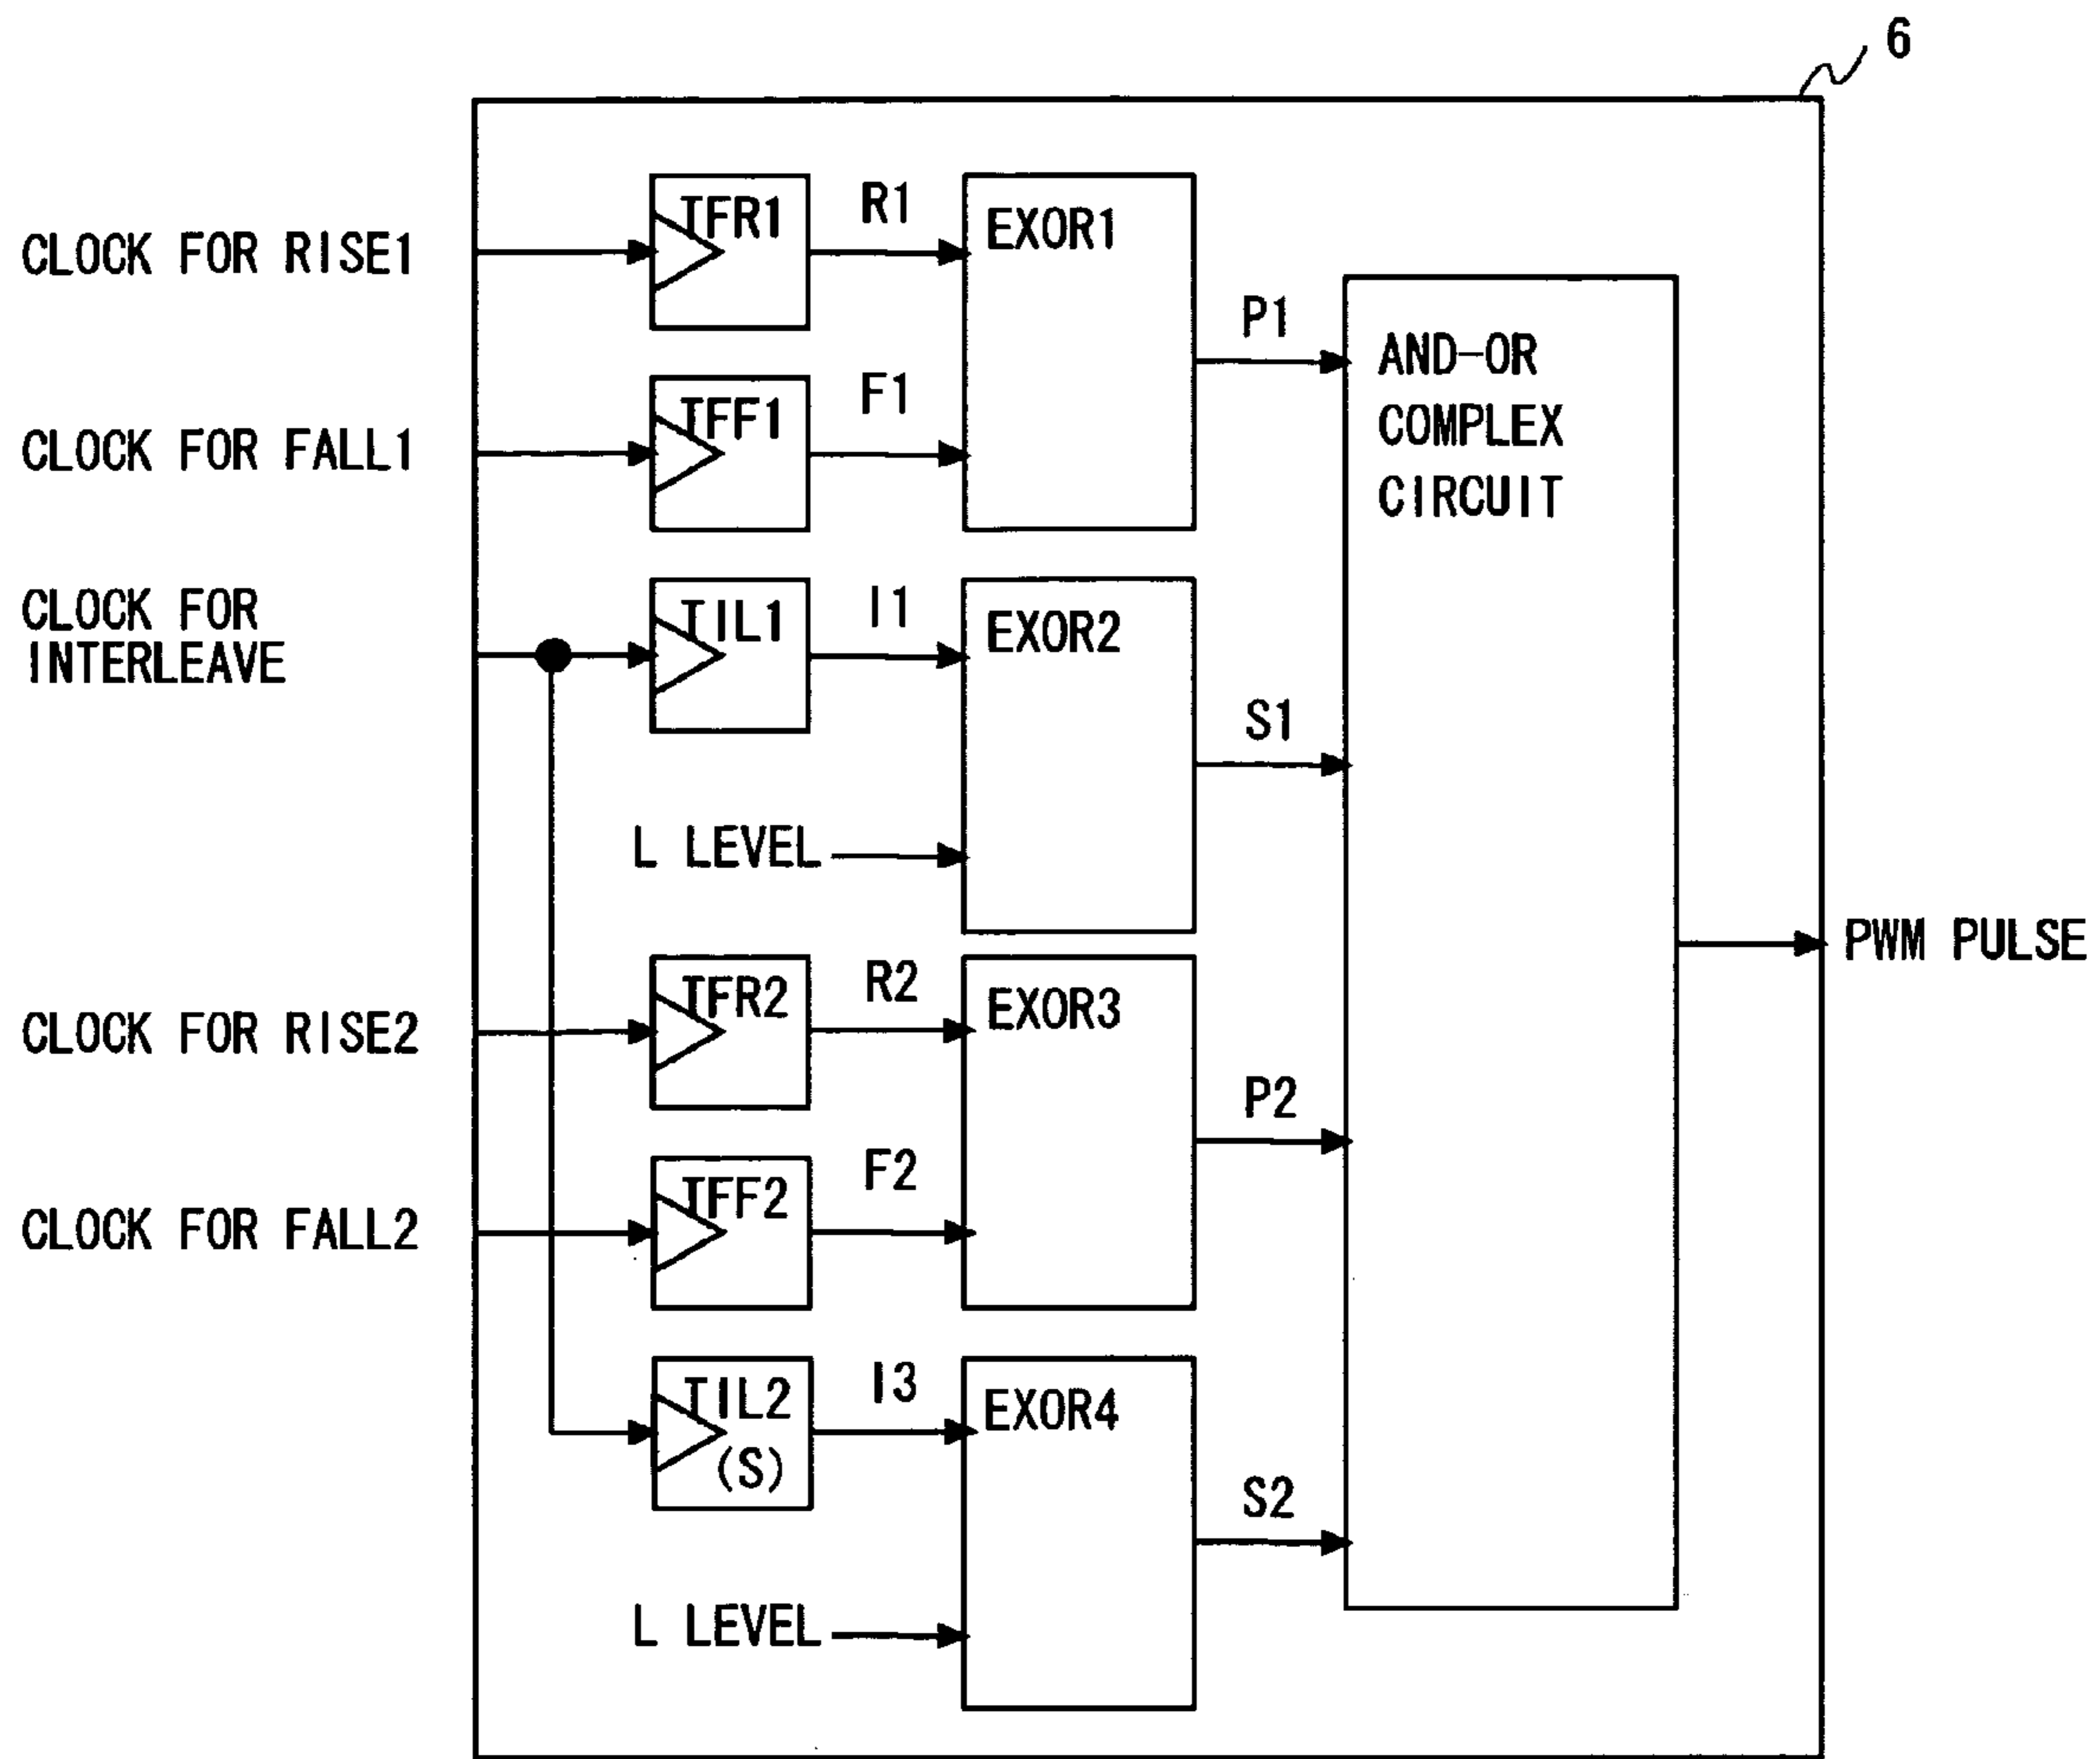 6
TFR1
R1
EXOR1
CLOCK FOR RISE1
P1
AND-OR
COMPLEX
CIRCUIT
TFF1
F1
CLOCK FOR FALL1
CLOCK FOR
INTERLEAVE
TIL1
I1
EXOR2
S1
L LEVEL
PWM PULSE
TFR2
R2
EXOR3
CLOCK FOR RISE2
P2
TFF2
F2
CLOCK FOR FALL2
TIL2
(S)
I3
EXOR4
S2
L LEVEL